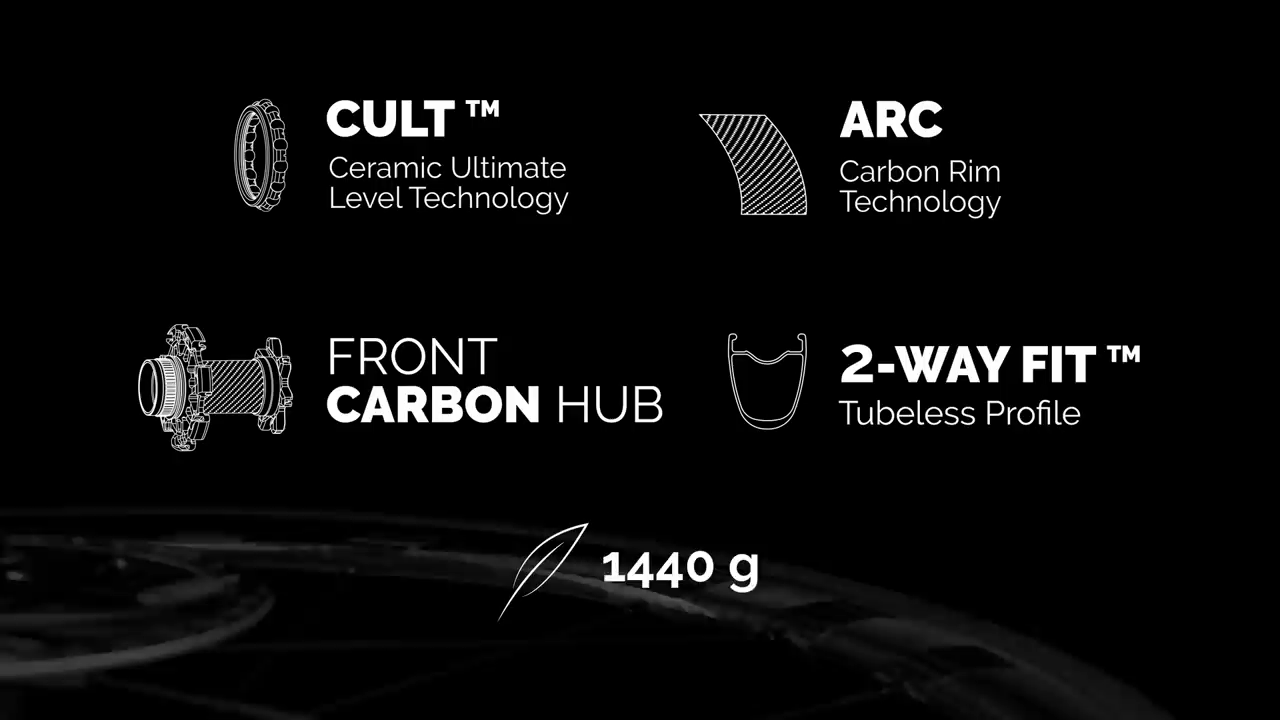 CULT™
Ceramic Ultimate
Level Technology
ARC
Carbon Rim
Technology
FRONT
CARBON HUB
2-WAY FIT™
Tubeless Profile
1440 g